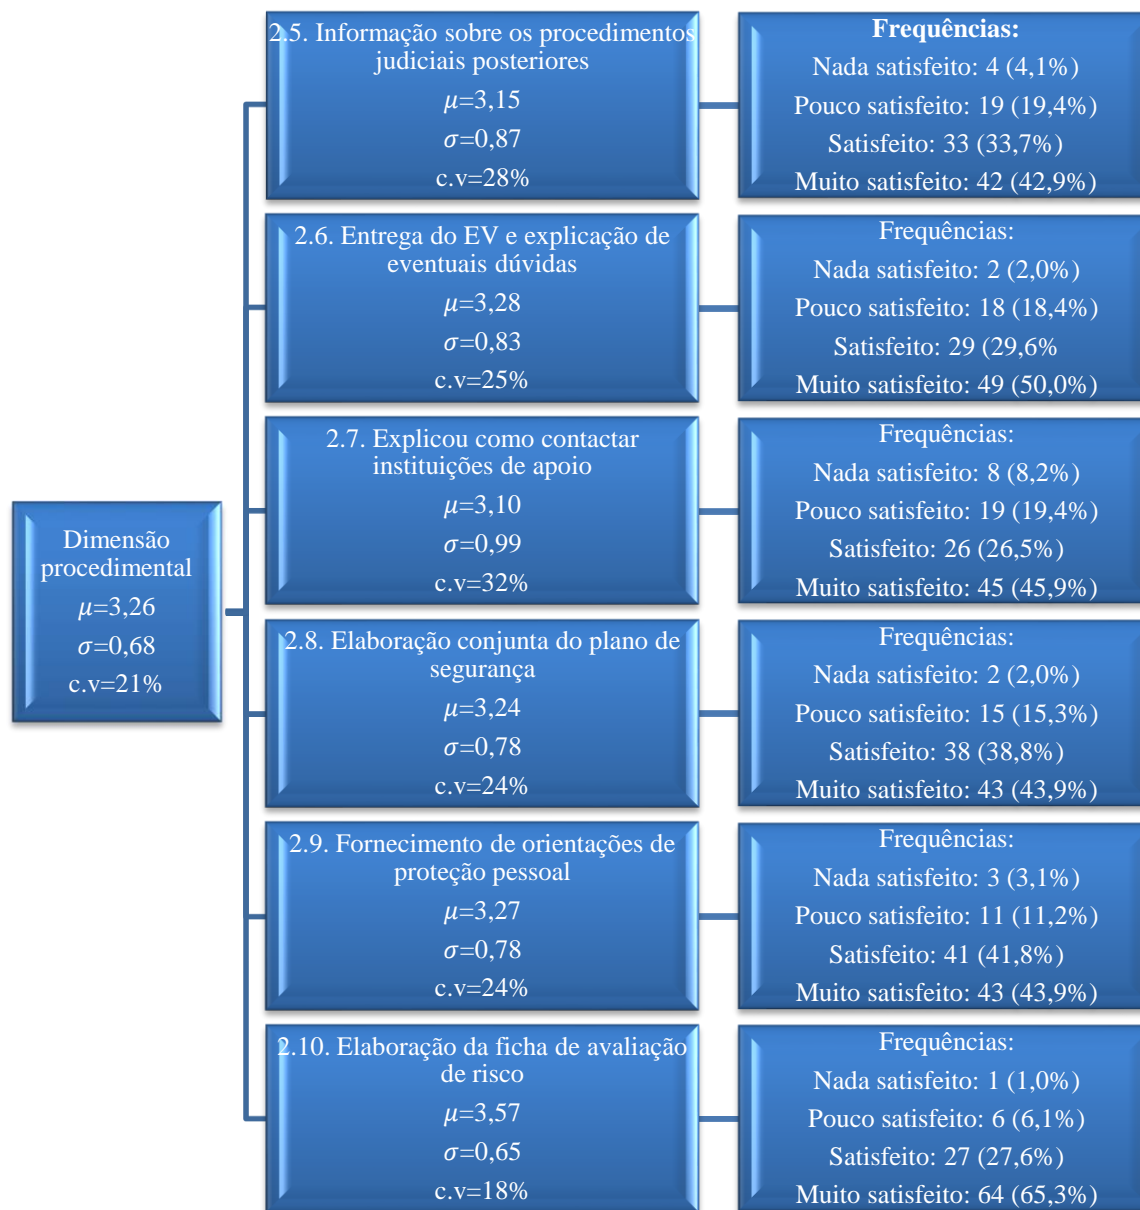 Dimensão
procedimental
𝜇=3,26
𝜎=0,68
c.v=21%
2.5. Informação sobre os procedimentos
judiciais posteriores
𝜇=3,15
𝜎=0,87
c.v=28%
Frequências:
Nada satisfeito: 4 (4,1%)
Pouco satisfeito: 19 (19,4%)
Satisfeito: 33 (33,7%)
Muito satisfeito: 42 (42,9%)
2.6. Entrega do EV e explicação de
eventuais dúvidas
𝜇=3,28
𝜎=0,83
c.v=25%
Frequências:
Nada satisfeito: 2 (2,0%)
Pouco satisfeito: 18 (18,4%)
Satisfeito: 29 (29,6%
Muito satisfeito: 49 (50,0%)
2.7. Explicou como contactar
instituições de apoio
𝜇=3,10
𝜎=0,99
c.v=32%
Frequências:
Nada satisfeito: 8 (8,2%)
Pouco satisfeito: 19 (19,4%)
Satisfeito: 26 (26,5%)
Muito satisfeito: 45 (45,9%)
2.8. Elaboração conjunta do plano de
segurança
𝜇=3,24
𝜎=0,78
c.v=24%
Frequências:
Nada satisfeito: 2 (2,0%)
Pouco satisfeito: 15 (15,3%)
Satisfeito: 38 (38,8%)
Muito satisfeito: 43 (43,9%)
2.9. Fornecimento de orientações de
proteção pessoal
𝜇=3,27
𝜎=0,78
c.v=24%
Frequências:
Nada satisfeito: 3 (3,1%)
Pouco satisfeito: 11 (11,2%)
Satisfeito: 41 (41,8%)
Muito satisfeito: 43 (43,9%)
2.10. Elaboração da ficha de avaliação
de risco
𝜇=3,57
𝜎=0,65
c.v=18%
Frequências:
Nada satisfeito: 1 (1,0%)
Pouco satisfeito: 6 (6,1%)
Satisfeito: 27 (27,6%)
Muito satisfeito: 64 (65,3%)